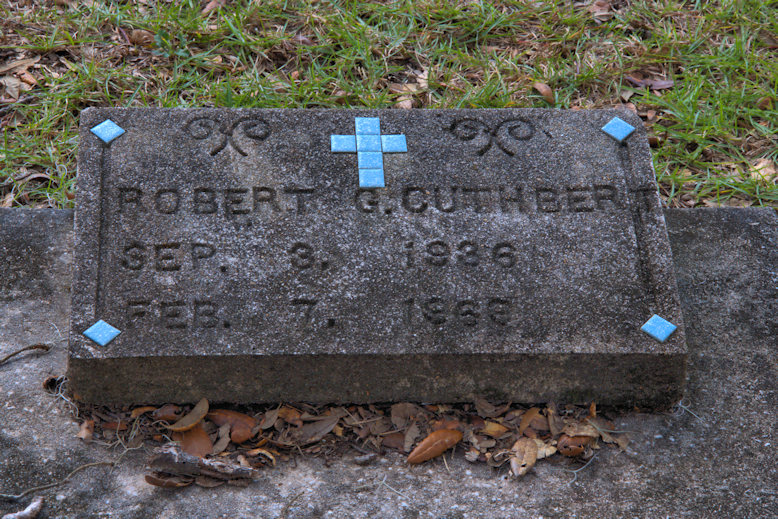 ROBERT G. CUTHBERT
SEP. 3. 1936
FEB. 7.